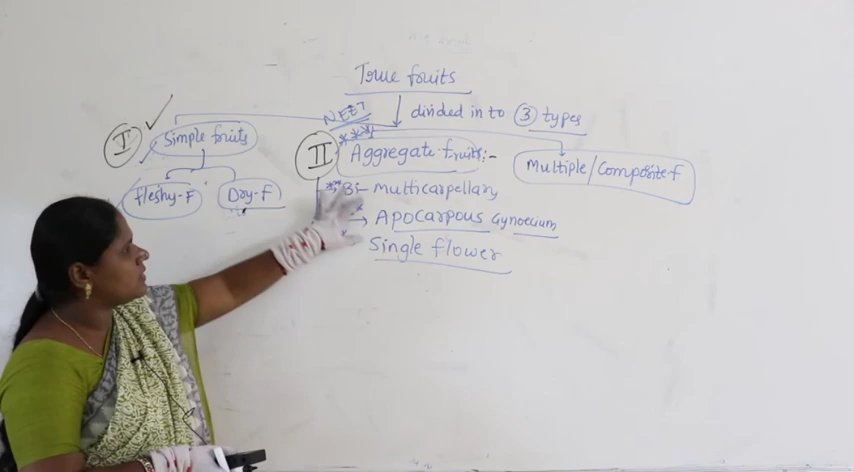 True fruits
divided in to ③ types
NEET
I Simple fruits
Fleshy-F
Dry-F
II *** Aggregate fruits:-
Multiple/Composite-f
Bi- Multicarpellary
→ Apocarpous Gynoecium
Single flower